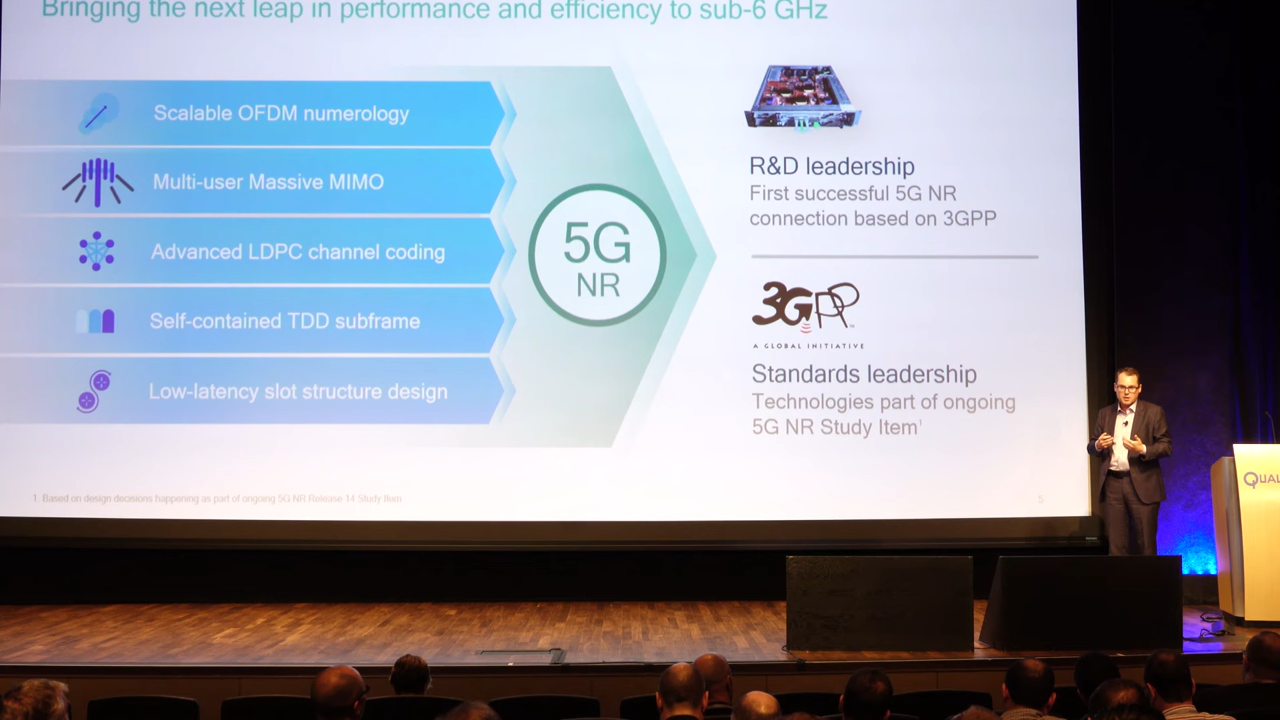 Bringing the next leap in performance and efficiency to sub-6 GHz
Scalable OFDM numerology
Multi-user Massive MIMO
Advanced LDPC channel coding
Self-contained TDD subframe
Low-latency slot structure design
5G
NR
R&D leadership
First successful 5G NR
connection based on 3GPP
3GPP™
A GLOBAL INITIATIVE
Standards leadership
Technologies part of ongoing
5G NR Study Item¹
1. Based on design decisions happening as part of ongoing 5G NR Release 14 Study Item
5
QUAL